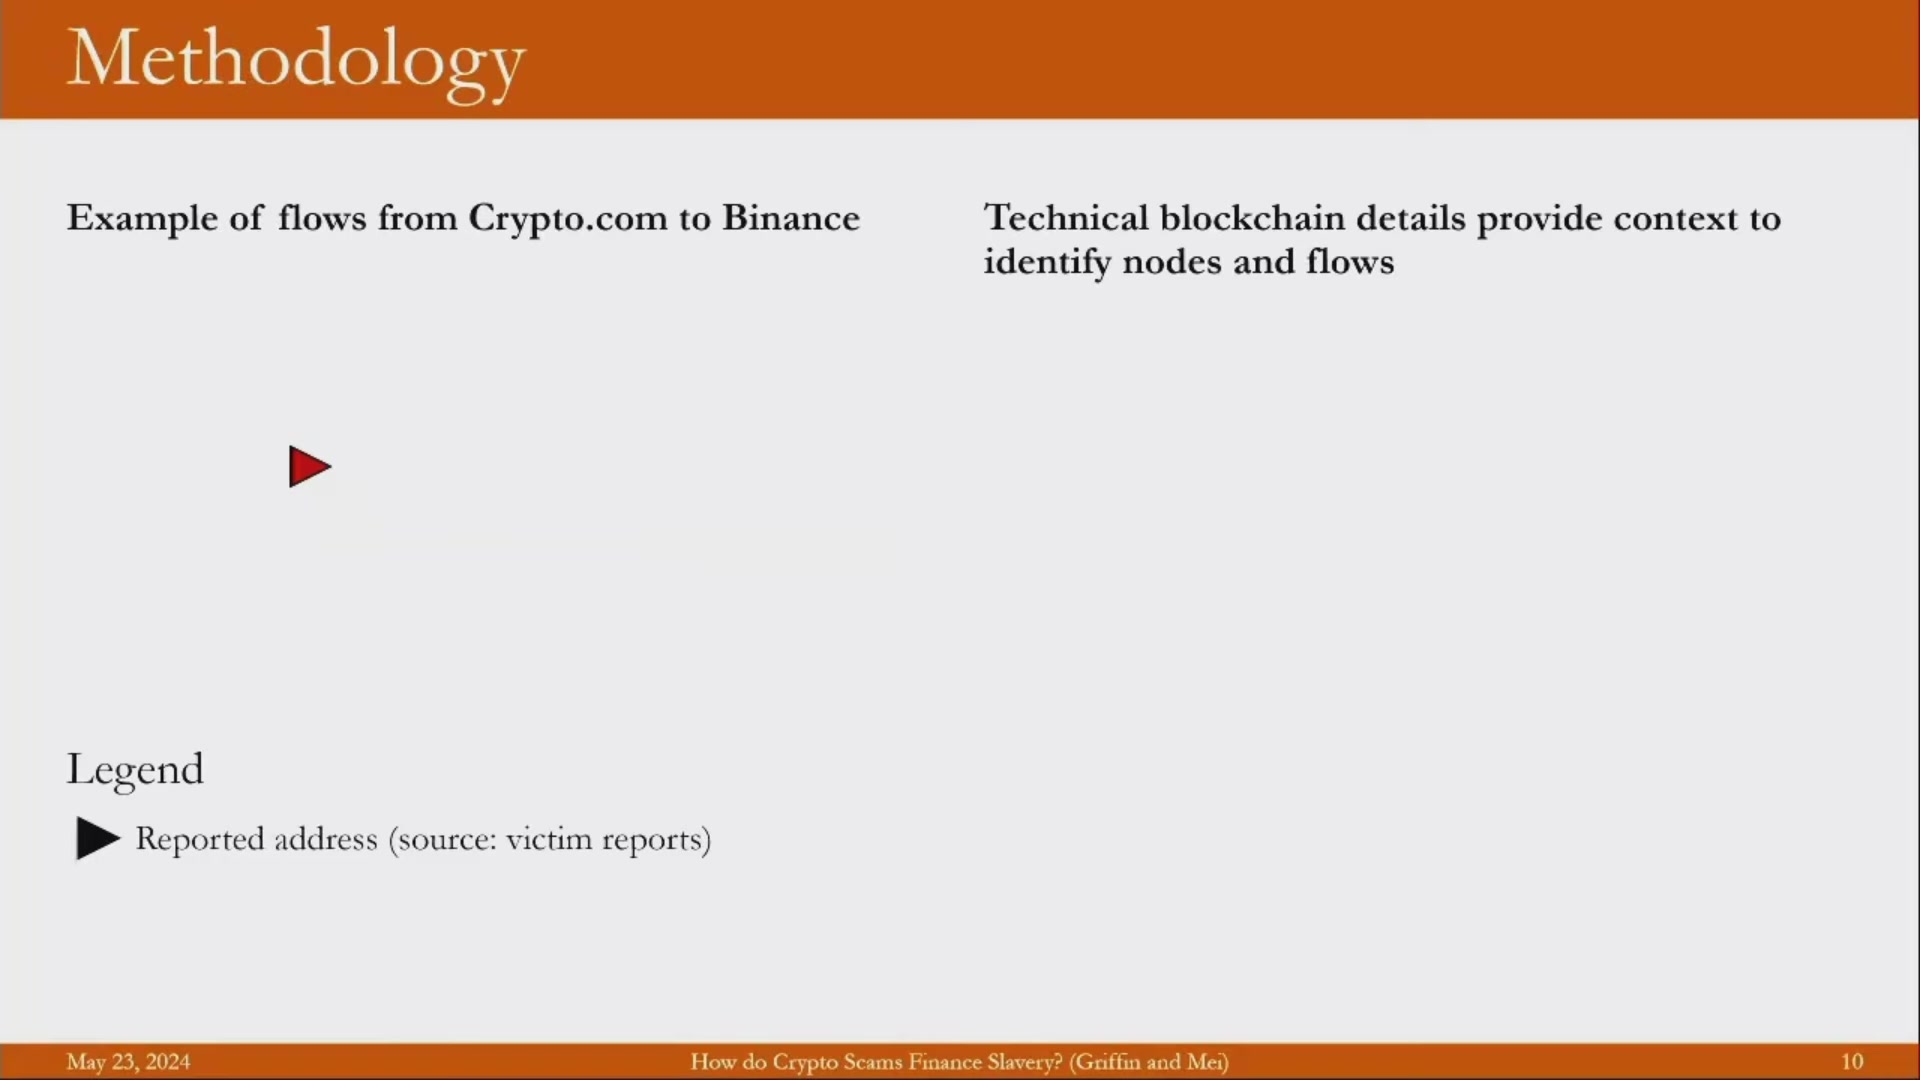 Methodology
Example of flows from Crypto.com to Binance
Technical blockchain details provide context to
identify nodes and flows
Legend
Reported address (source: victim reports)
May 23, 2024
How do Crypto Scams Finance Slavery? (Griffin and Mei)
10